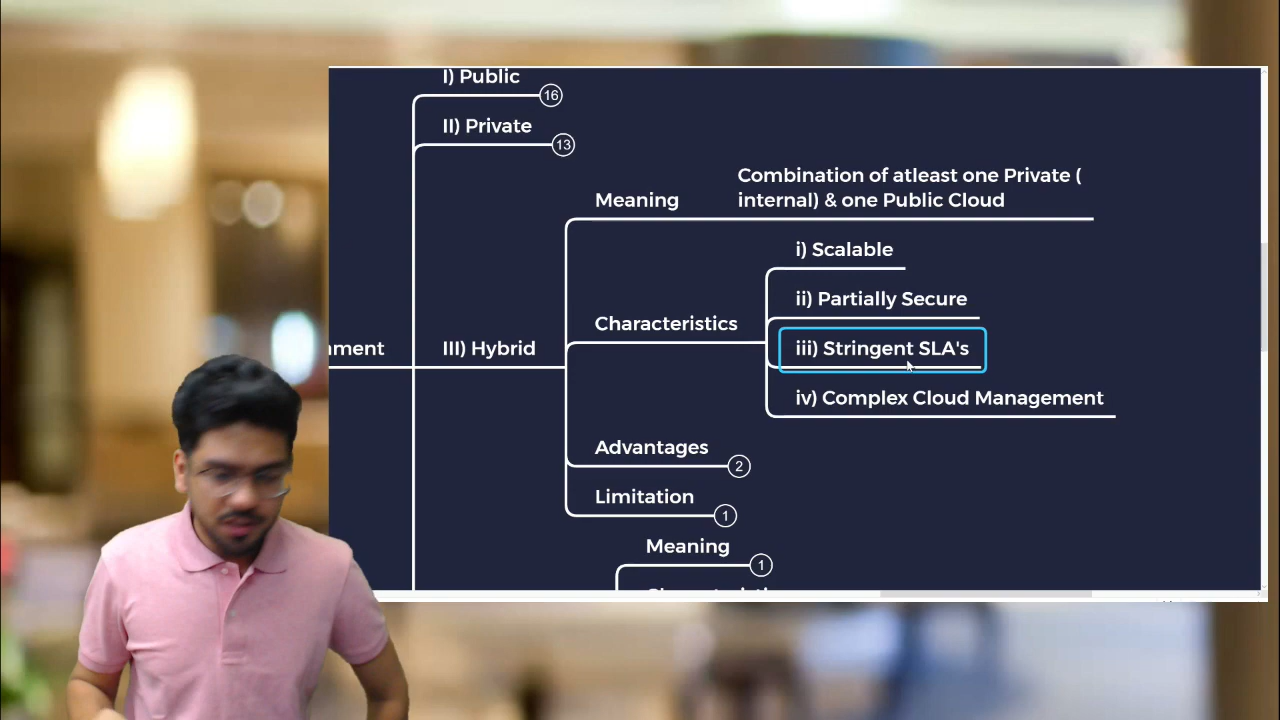 I) Public
16
II) Private
13
Meaning
Combination of atleast one Private (
internal) & one Public Cloud
i) Scalable
ii) Partially Secure
Characteristics
nment
III) Hybrid
iii) Stringent SLA's
iv) Complex Cloud Management
Advantages
2
Limitation
1
Meaning
1